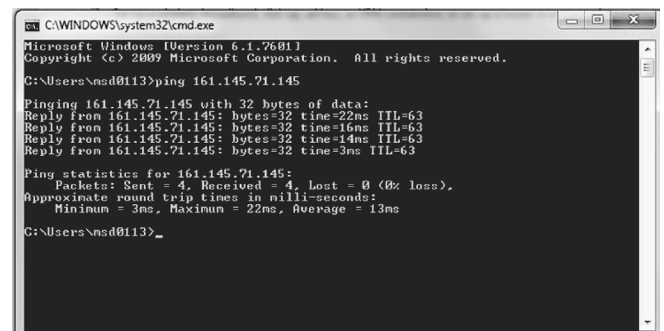 C:\WINDOWS\system32\cmd.exe
Microsoft Windows [Version 6.1.7601]
Copyright (c) 2009 Microsoft Corporation.  All rights reserved.
C:\Users\msd0113>ping 161.145.71.145
Pinging 161.145.71.145 with 32 bytes of data:
Reply from 161.145.71.145: bytes=32 time=22ms TTL=63
Reply from 161.145.71.145: bytes=32 time=16ms TTL=63
Reply from 161.145.71.145: bytes=32 time=14ms TTL=63
Reply from 161.145.71.145: bytes=32 time=3ms TTL=63
Ping statistics for 161.145.71.145:
    Packets: Sent = 4, Received = 4, Lost = 0 (0% loss),
Approximate round trip times in milli-seconds:
    Minimum = 3ms, Maximum = 22ms, Average = 13ms
C:\Users\msd0113>_